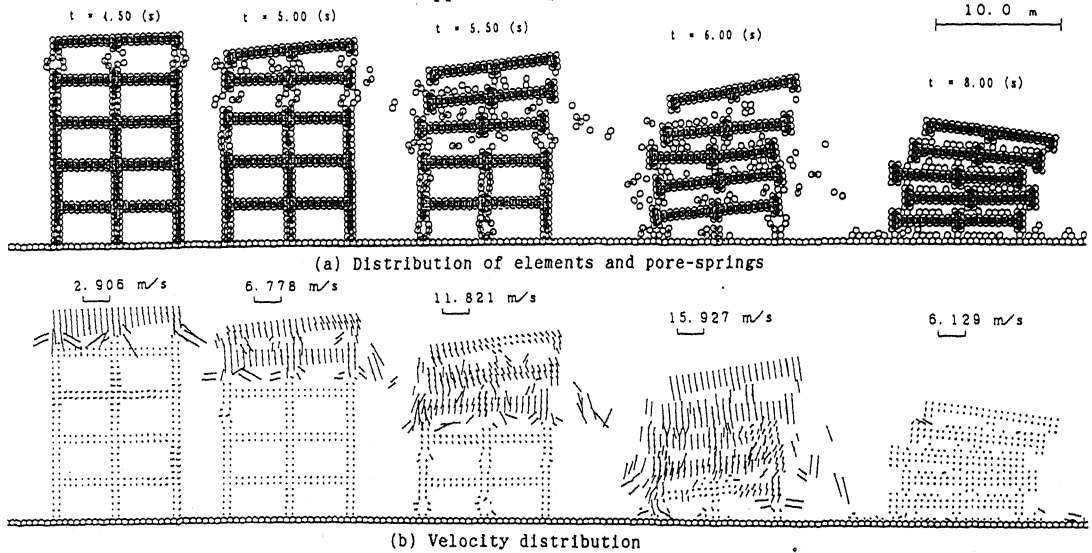 t = 4.50 (s)
t = 5.00 (s)
t = 5.50 (s)
t = 6.00 (s)
t = 8.00 (s)
10.0 m
(a) Distribution of elements and pore-springs
2.906 m/s
6.778 m/s
11.821 m/s
15.927 m/s
6.129 m/s
(b) Velocity distribution